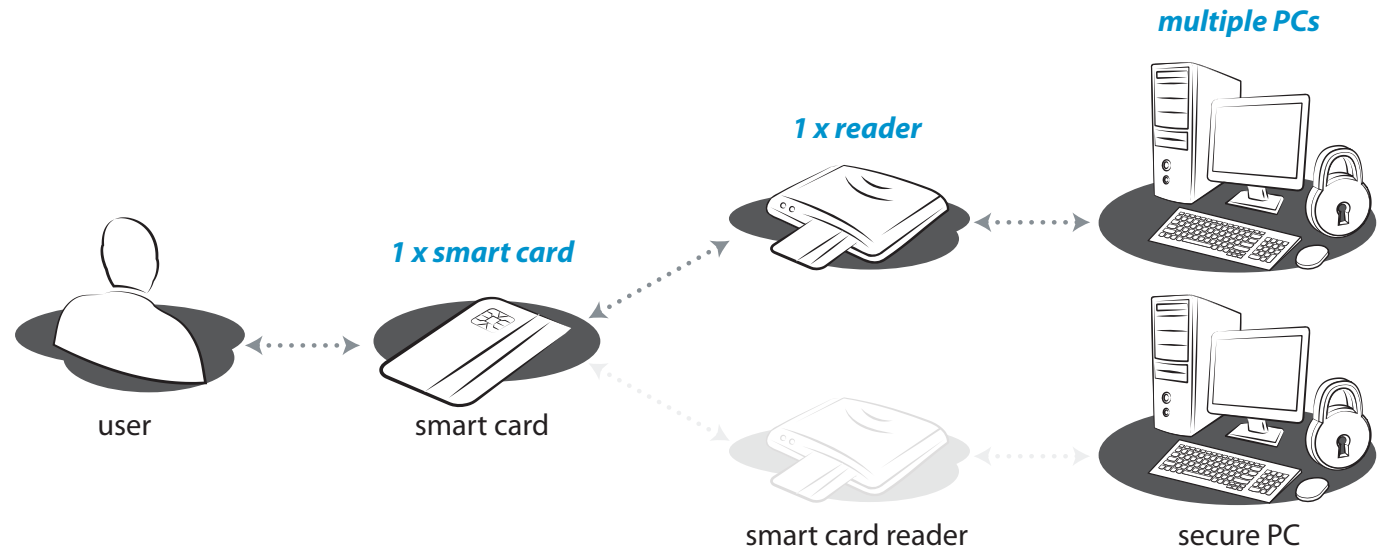 multiple PCs
1 x reader
1 x smart card
user
smart card
smart card reader
secure PC